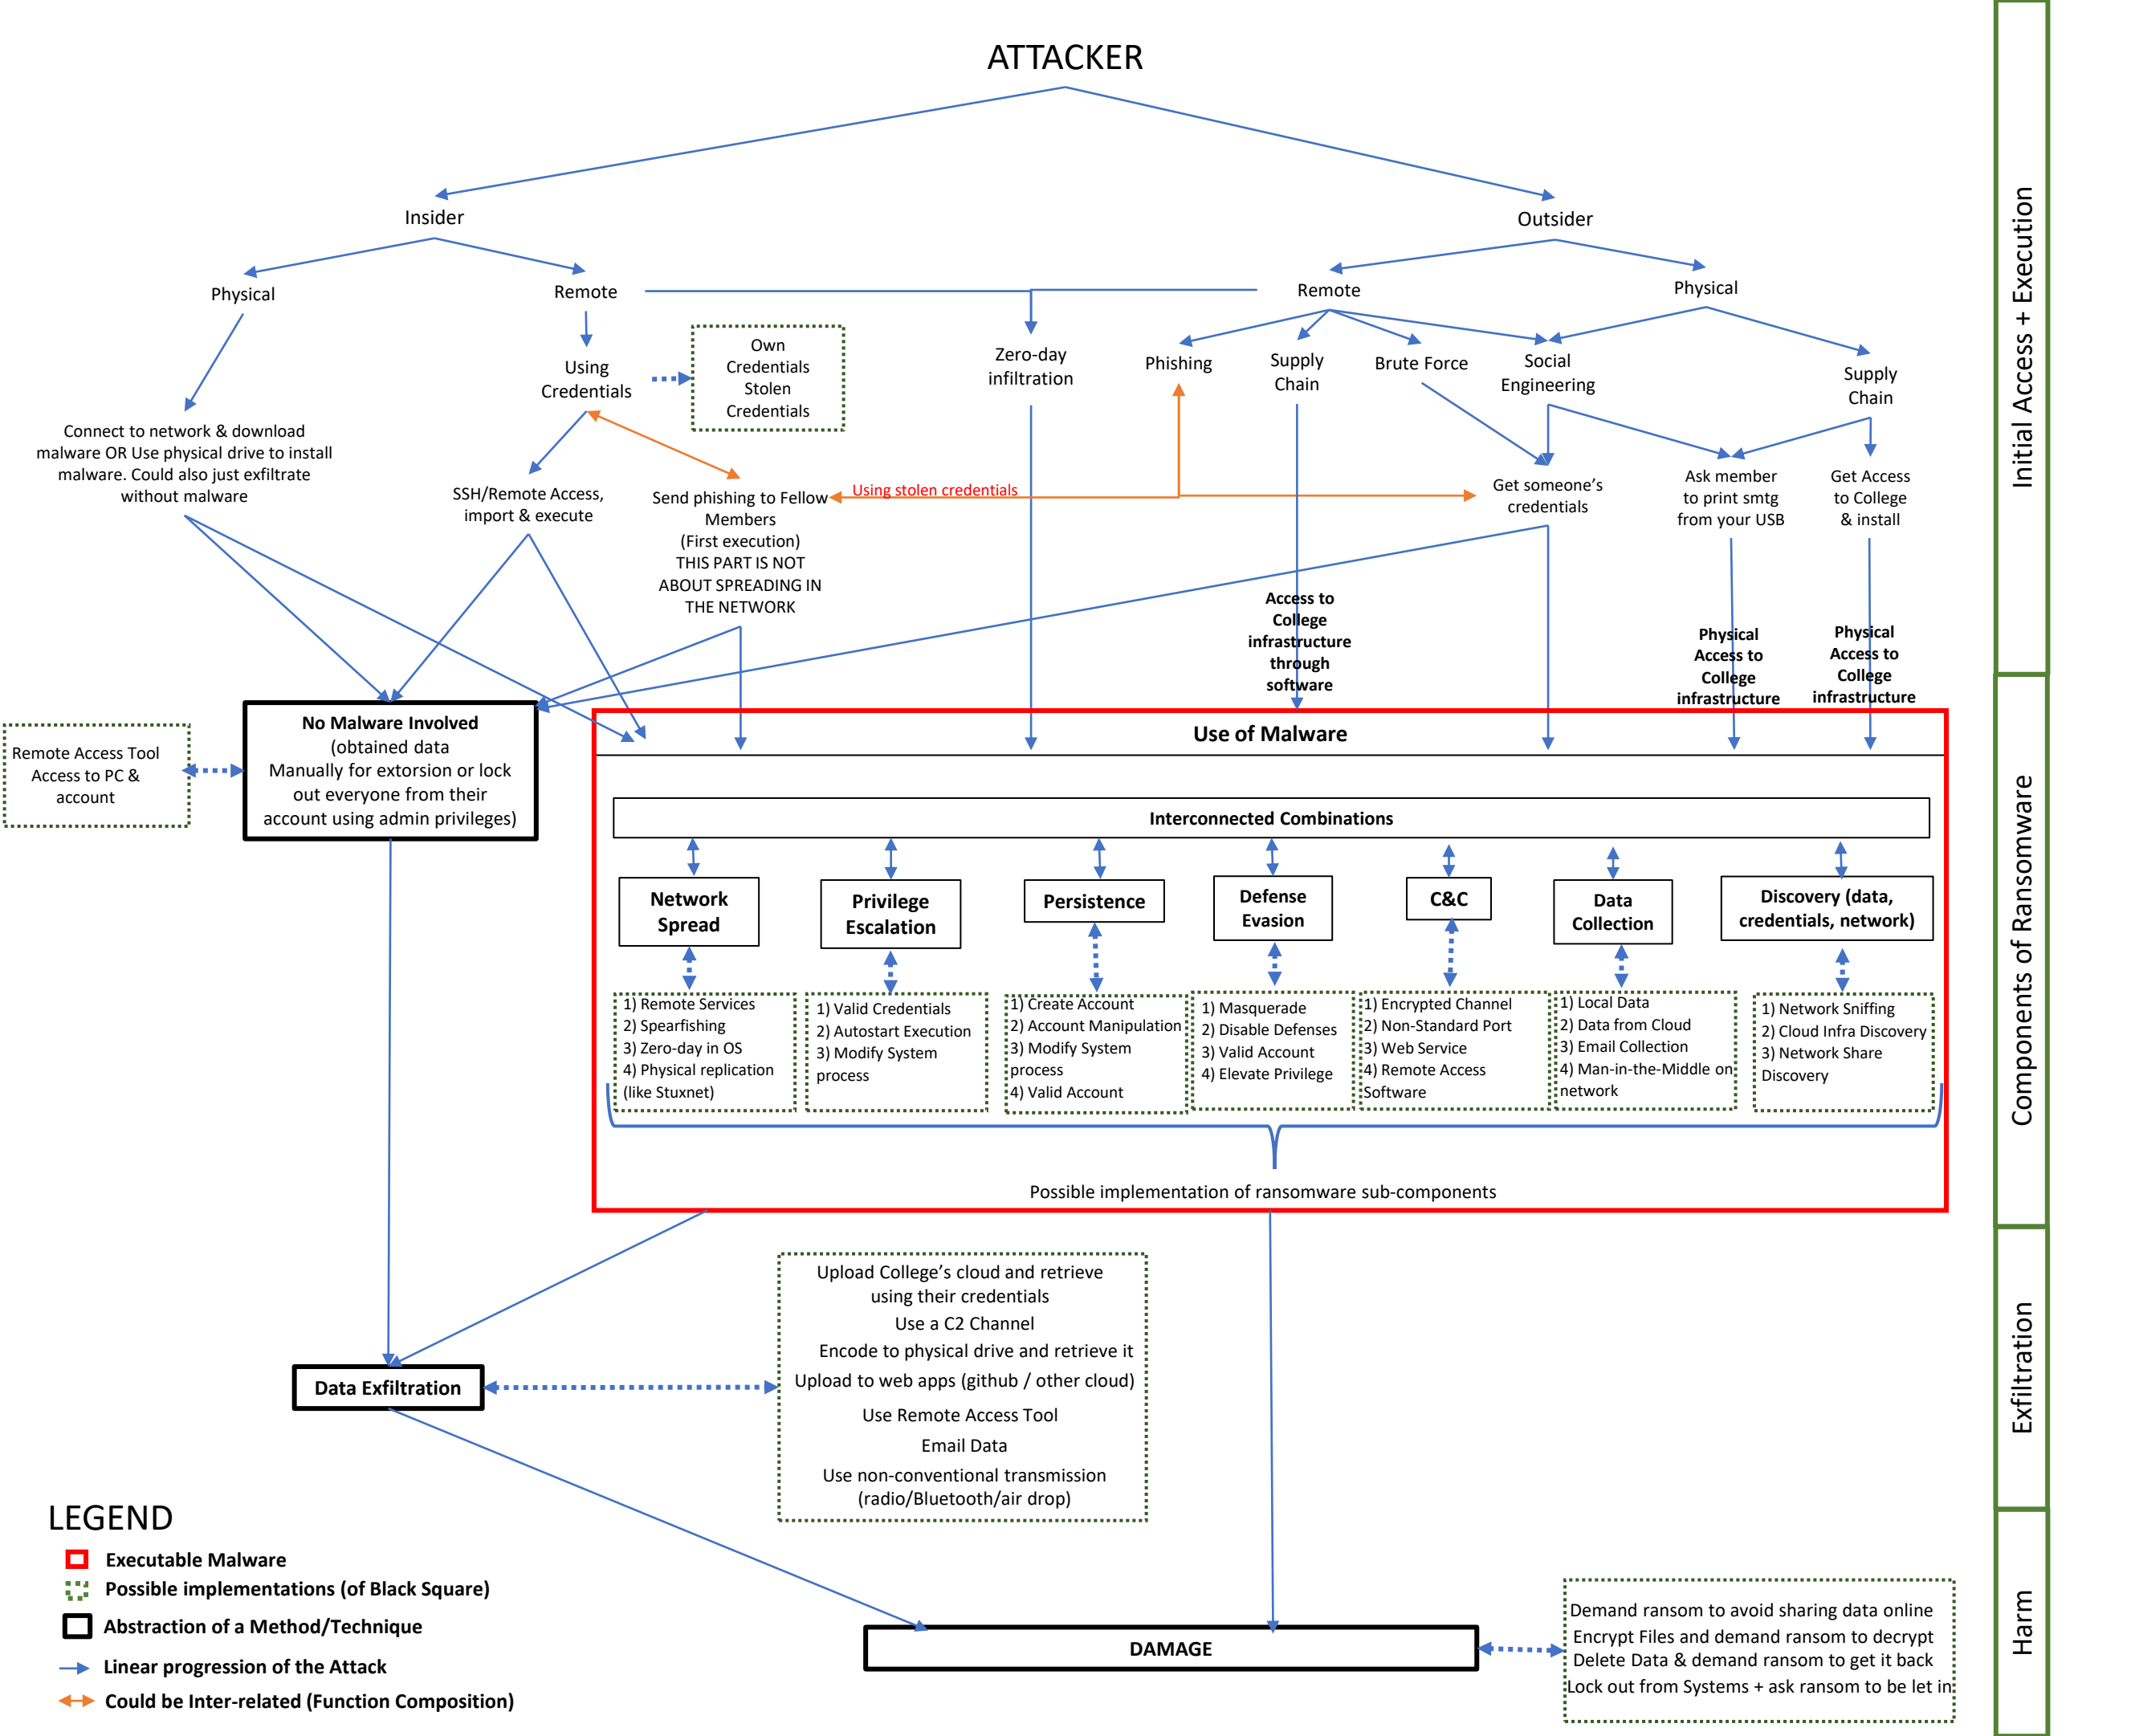 ATTACKER
Insider
Outsider
Physical
Remote
Remote
Physical
Using
Credentials
Own
Credentials
Stolen
Credentials
Zero-day
infiltration
Phishing
Supply
Chain
Brute Force
Social
Engineering
Supply
Chain
Connect to network & download
malware OR Use physical drive to install
malware. Could also just exfiltrate
without malware
SSH/Remote Access,
import & execute
Send phishing to Fellow
Members
(First execution)
THIS PART IS NOT
ABOUT SPREADING IN
THE NETWORK
Using stolen credentials
Get someone’s
credentials
Ask member
to print smtg
from your USB
Get Access
to College
& install
Access to
College
infrastructure
through
software
Physical
Access to
College
infrastructure
Physical
Access to
College
infrastructure
Initial Access + Execution
Remote Access Tool
Access to PC &
account
No Malware Involved
(obtained data
Manually for extorsion or lock
out everyone from their
account using admin privileges)
Use of Malware
Interconnected Combinations
Network
Spread
Privilege
Escalation
Persistence
Defense
Evasion
C&C
Data
Collection
Discovery (data,
credentials, network)
1) Remote Services
2) Spearfishing
3) Zero-day in OS
4) Physical replication
(like Stuxnet)
1) Valid Credentials
2) Autostart Execution
3) Modify System
process
1) Create Account
2) Account Manipulation
3) Modify System
process
4) Valid Account
1) Masquerade
2) Disable Defenses
3) Valid Account
4) Elevate Privilege
1) Encrypted Channel
2) Non-Standard Port
3) Web Service
4) Remote Access
Software
1) Local Data
2) Data from Cloud
3) Email Collection
4) Man-in-the-Middle on
network
1) Network Sniffing
2) Cloud Infra Discovery
3) Network Share
Discovery
Possible implementation of ransomware sub-components
Components of Ransomware
Data Exfiltration
Upload College’s cloud and retrieve
using their credentials
Use a C2 Channel
Encode to physical drive and retrieve it
Upload to web apps (github / other cloud)
Use Remote Access Tool
Email Data
Use non-conventional transmission
(radio/Bluetooth/air drop)
Exfiltration
LEGEND
Executable Malware
Possible implementations (of Black Square)
Abstraction of a Method/Technique
Linear progression of the Attack
Could be Inter-related (Function Composition)
DAMAGE
Demand ransom to avoid sharing data online
Encrypt Files and demand ransom to decrypt
Delete Data & demand ransom to get it back
Lock out from Systems + ask ransom to be let in
Harm